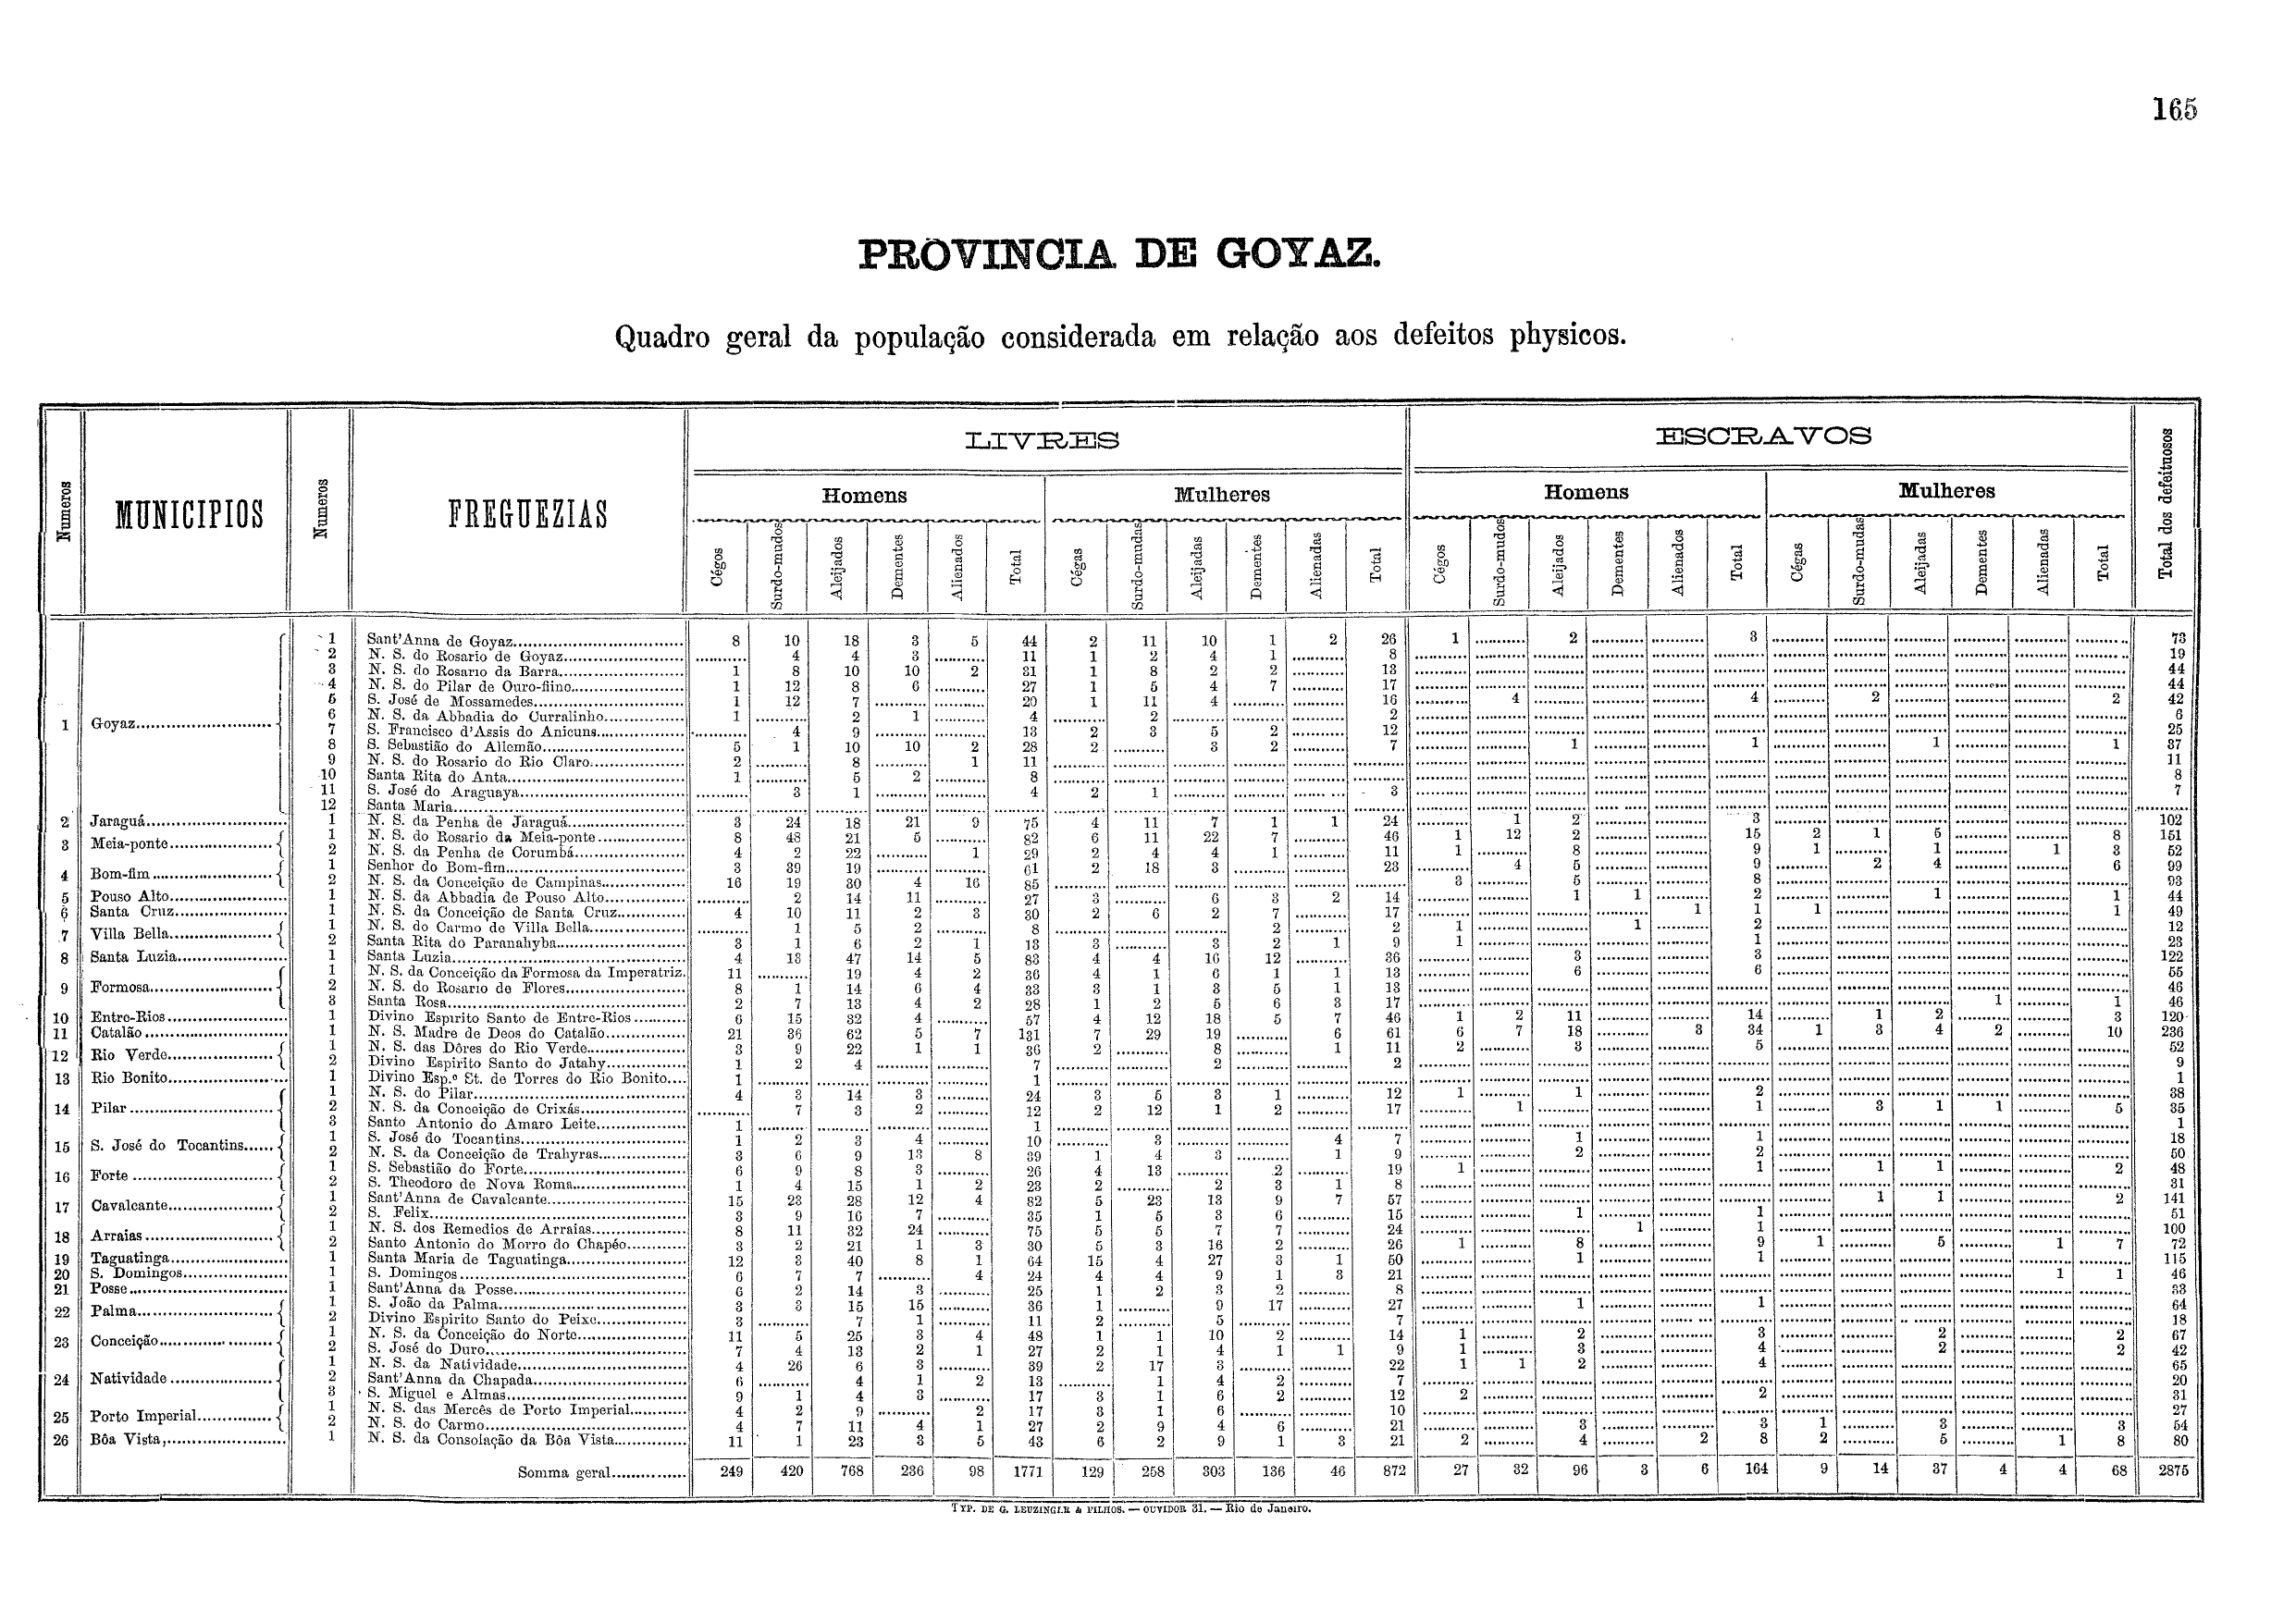 165
PROVINCIA DE GOYAZ.
Quadro geral da população considerada em relação aos defeitos physicos.
Numeros MUNICIPIOS Numeros FREGUEZIAS LIVRES ESCRAVOS Total dos defeituosos
Homens Mulheres Homens Mulheres
Cégos Surdo-mudos Aleijados Dementes Alienados Total Cégas Surdo-mudas Aleijadas Dementes Alienadas Total Cégos Surdo-mudos Aleijados Dementes Alienados Total Cégas Surdo-mudas Aleijadas Dementes Alienadas Total
1 Goyaz 1 Sant'Anna de Goyaz 8 10 18 3 5 44 2 11 10 1 2 26 1 2 3 73
2 N. S. do Rosario de Goyaz 4 4 3 11 1 2 4 1 8 19
3 N. S. do Rosario da Barra 1 8 10 10 2 31 1 8 2 2 13 44
4 N. S. do Pilar de Ouro-fino 1 12 8 6 27 1 5 4 7 17 44
5 S. José de Mossamedes 1 12 7 20 1 11 4 16 4 4 2 2 42
6 N. S. da Abbadia do Curralinho 1 2 1 4 2 2 6
7 S. Francisco d'Assis do Anicuns 4 9 13 2 3 5 2 12 25
8 S. Sebastião do Allemão 5 1 10 10 2 28 2 3 2 7 1 1 1 1 37
9 N. S. do Rosario do Rio Claro 2 8 1 11 11
10 Santa Rita do Anta 1 5 2 8 8
11 S. José do Araguaya 3 1 4 2 1 3 7
12 Santa Maria
2 Jaraguá 1 N. S. da Penha de Jaraguá 3 24 18 21 9 75 4 11 7 1 1 24 1 2 3 102
3 Meia-ponte 1 N. S. do Rosario da Meia-ponte 8 48 21 5 82 6 11 22 7 46 1 12 2 15 2 1 5 8 151
2 N. S. da Penha de Corumbá 4 2 22 1 29 2 4 4 1 11 1 8 9 1 1 1 3 52
4 Bom-fim 1 Senhor do Bom-fim 3 39 19 61 2 18 3 23 4 5 9 2 4 6 99
2 N. S. da Conceição de Campinas 16 19 30 4 16 85 3 5 8 93
5 Pouso Alto 1 N. S. da Abbadia de Pouso Alto 2 14 11 27 3 6 3 2 14 1 1 2 1 1 44
6 Santa Cruz 1 N. S. da Conceição de Santa Cruz 4 10 11 2 3 30 2 6 2 7 17 1 1 1 1 49
7 Villa Bella 1 N. S. do Carmo de Villa Bella 1 5 2 8 2 2 1 1 2 12
2 Santa Rita do Paranahyba 3 1 6 2 1 13 3 3 2 1 9 1 1 23
8 Santa Luzia 1 Santa Luzia 4 13 47 14 5 83 4 4 16 12 36 3 3 122
9 Formosa 1 N. S. da Conceição da Formosa da Imperatriz. 11 19 4 2 36 4 1 6 1 1 13 6 6 55
2 N. S. do Rosario de Flores 8 1 14 6 4 33 3 1 3 5 1 13 46
3 Santa Rosa 2 7 13 4 2 28 1 2 5 6 3 17 1 1 46
10 Entre-Rios 1 Divino Espirito Santo de Entre-Rios 6 15 32 4 57 4 12 18 5 7 46 1 2 11 14 1 2 3 120
11 Catalão 1 N. S. Madre de Deos do Catalão 21 36 62 5 7 131 7 29 19 6 61 6 7 18 3 34 1 3 4 2 10 236
12 Rio Verde 1 N. S. das Dôres do Rio Verde 3 9 22 1 1 36 2 8 1 11 2 3 5 52
2 Divino Espirito Santo do Jatahy 1 2 4 7 2 2 9
13 Rio Bonito 1 Divino Esp.º St. de Torres do Rio Bonito 1 1 1
14 Pilar 1 N. S. do Pilar 4 3 14 3 24 3 5 3 1 12 1 1 2 38
2 N. S. da Conceição de Crixás 7 3 2 12 2 12 1 2 17 1 1 3 1 1 5 35
3 Santo Antonio do Amaro Leite 1 1 1
15 S. José do Tocantins 1 S. José do Tocantins 1 2 3 4 10 3 4 7 1 1 18
2 N. S. da Conceição de Trahyras 3 6 9 13 8 39 1 4 3 1 9 2 2 50
16 Forte 1 S. Sebastião do Forte 6 9 8 3 26 4 13 2 19 1 1 1 1 2 48
2 S. Theodoro de Nova Roma 1 4 15 1 2 23 2 2 3 1 8 31
17 Cavalcante 1 Sant'Anna de Cavalcante 15 23 28 12 4 82 5 23 13 9 7 57 1 1 2 141
2 S. Felix 3 9 16 7 35 1 5 3 6 15 1 1 51
18 Arraias 1 N. S. dos Remedios de Arraias 8 11 32 24 75 5 5 7 7 24 1 1 100
2 Santo Antonio do Morro do Chapéo 3 2 21 1 3 30 5 3 16 2 26 1 8 9 1 5 1 7 72
19 Taguatinga 1 Santa Maria de Taguatinga 12 3 40 8 1 64 15 4 27 3 1 50 1 1 115
20 S. Domingos 1 S. Domingos 6 7 7 4 24 4 4 9 1 3 21 1 1 46
21 Posse 1 Sant'Anna da Posse 6 2 14 3 25 1 2 3 2 8 33
22 Palma 1 S. João da Palma 3 3 15 15 36 1 9 17 27 1 1 64
2 Divino Espirito Santo do Peixe 3 7 1 11 2 5 7 18
23 Conceição 1 N. S. da Conceição do Norte 11 5 25 3 4 48 1 1 10 2 14 1 2 3 2 2 67
2 S. José do Duro 7 4 13 2 1 27 2 1 4 1 1 9 1 3 4 2 2 42
24 Natividade 1 N. S. da Natividade 4 26 6 3 39 2 17 3 22 1 1 2 4 65
2 Sant'Anna da Chapada 6 4 1 2 13 1 4 2 7 20
3 S. Miguel e Almas 9 1 4 3 17 3 1 6 2 12 2 2 31
25 Porto Imperial 1 N. S. das Mercês de Porto Imperial 4 2 9 2 17 3 1 6 10 27
2 N. S. do Carmo 4 7 11 4 1 27 2 9 4 6 21 3 3 1 3 3 54
26 Bôa Vista 1 N. S. da Consolação da Bôa Vista 11 1 23 3 5 43 6 2 9 1 3 21 2 4 2 8 2 5 1 8 80
Somma geral 249 420 768 236 98 1771 129 258 303 136 46 872 27 32 96 3 6 164 9 14 37 4 4 68 2875
TYP. DE G. LEUZINGER & FILHOS. — OUVIDOR 31. — Rio de Janeiro.